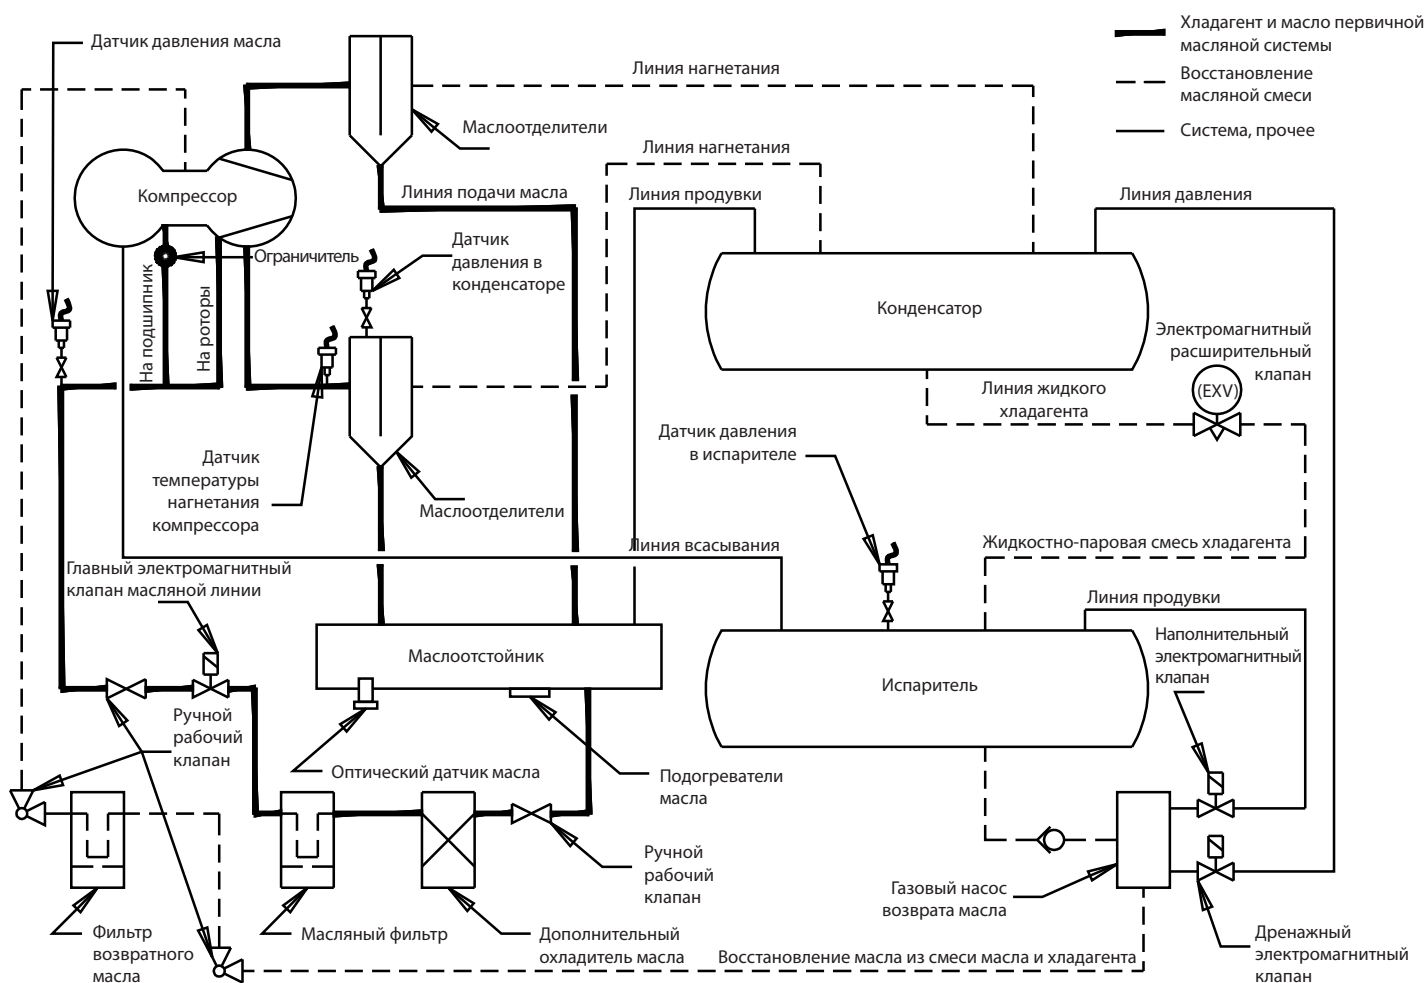 Датчик давления масла
Хладагент и масло первичной
масляной системы
Восстановление
масляной смеси
Система, прочее
Линия нагнетания
Маслоотделители
Линия нагнетания
Компрессор
Линия подачи масла
Линия продувки
Линия давления
Ограничитель
Датчик
давления в
конденсаторе
На подшипник
На роторы
Конденсатор
Электромагнитный
расширительный
клапан
(EXV)
Линия жидкого
хладагента
Датчик давления
в испарителе
Датчик
температуры
нагнетания
компрессора
Маслоотделители
Линия всасывания
Жидкостно-паровая смесь хладагента
Главный электромагнитный
клапан масляной линии
Линия продувки
Маслоотстойник
Испаритель
Наполнительный
электромагнитный
клапан
Ручной
рабочий
клапан
Оптический датчик масла
Подогреватели
масла
Ручной
рабочий
клапан
Газовый насос
возврата масла
Фильтр
возвратного
масла
Масляный фильтр
Дополнительный
охладитель масла
Восстановление масла из смеси масла и хладагента
Дренажный
электромагнитный
клапан